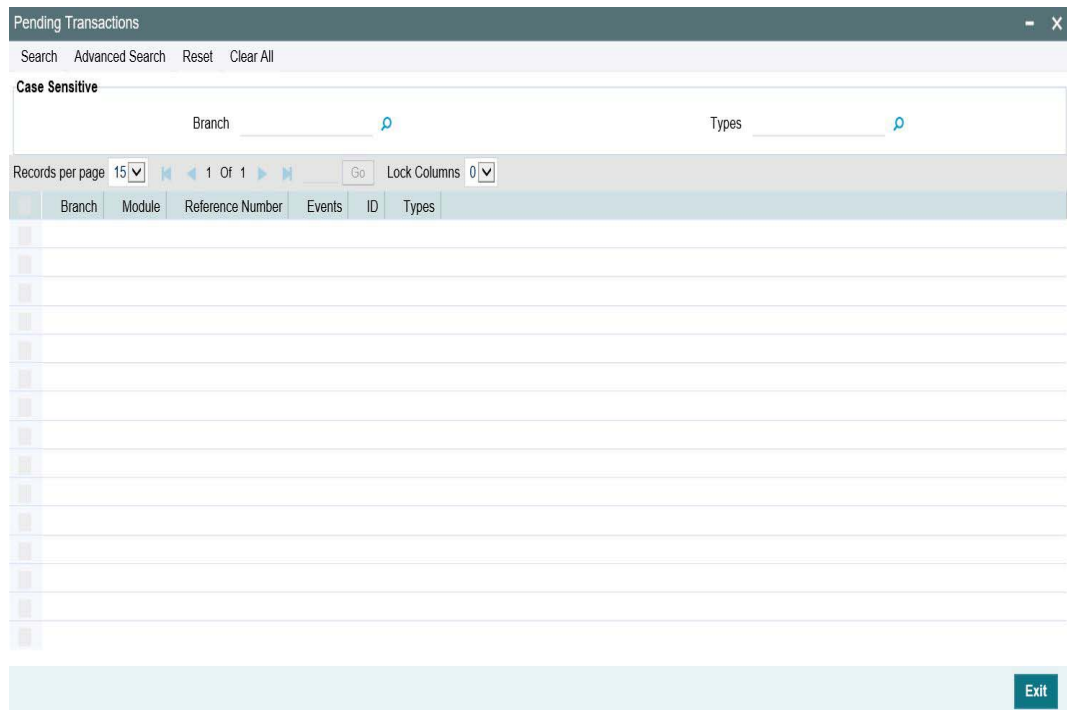 Pending Transactions
Search Advanced Search Reset Clear All
Case Sensitive
Branch Types
Records per page 15 1 Of 1 Go Lock Columns 0
Branch Module Reference Number Events ID Types
Exit